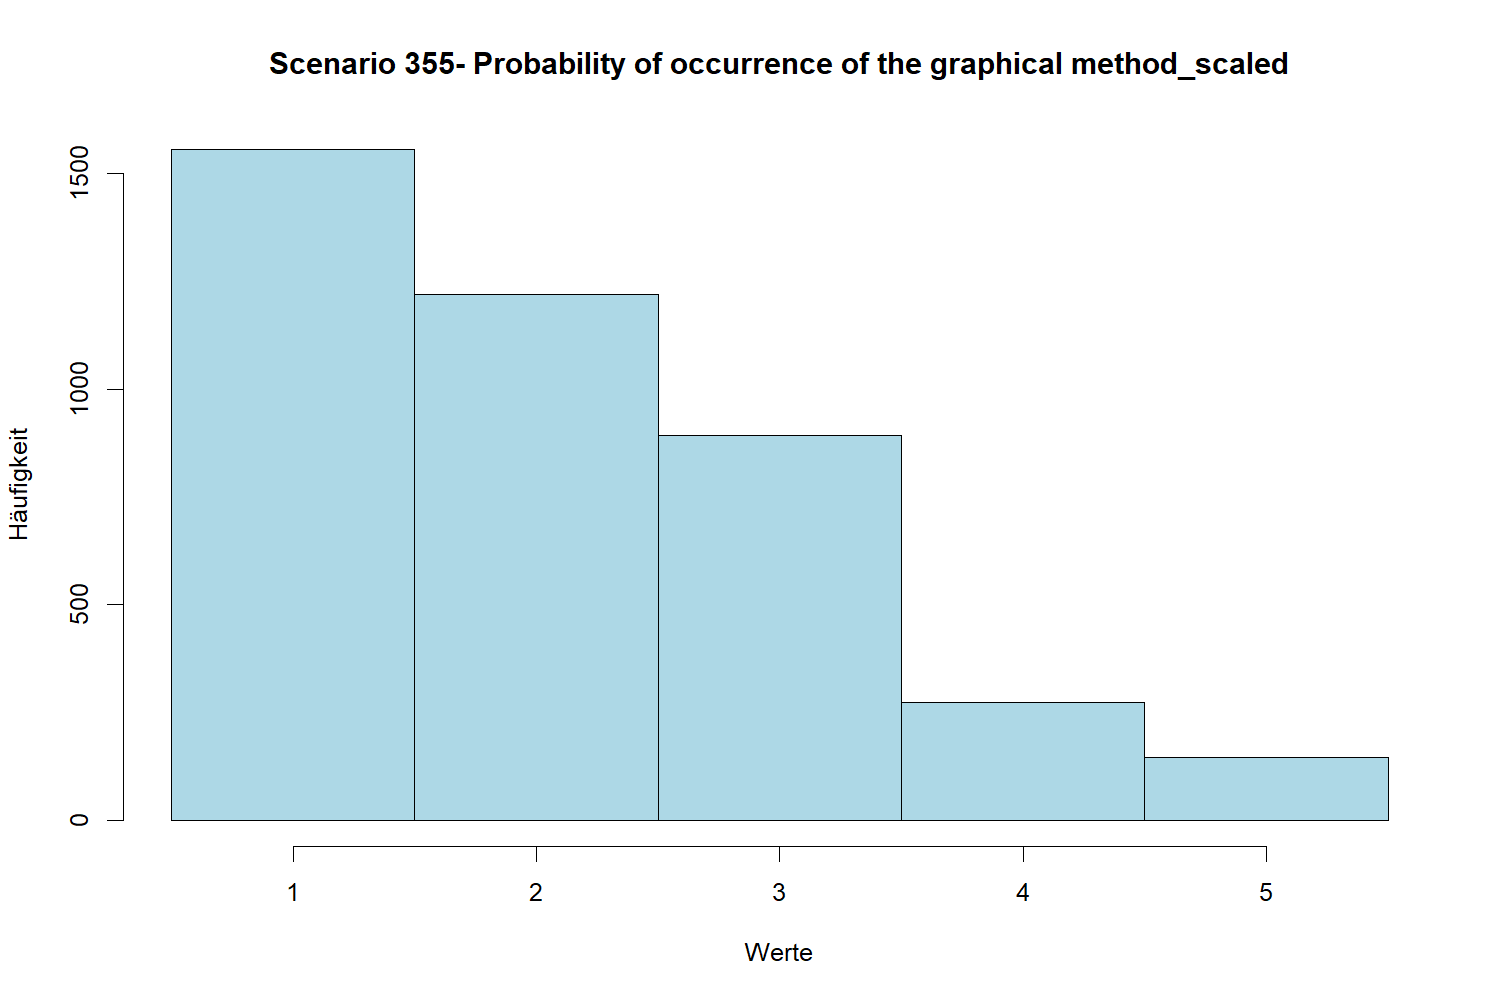 Scenario 355- Probability of occurrence of the graphical method_scaled
1500
1000
500
0
Häufigkeit
1 2 3 4 5
Werte